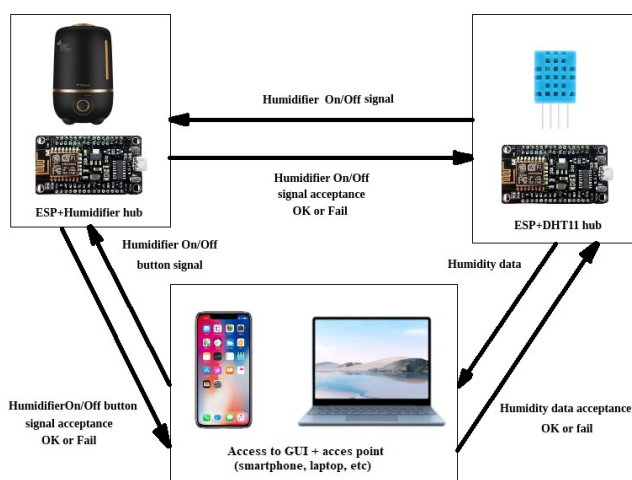 Humidifier On/Off signal
Humidifier On/Off
signal acceptance
OK or Fail
ESP+Humidifier hub
ESP+DHT11 hub
Humidifier On/Off
button signal
Humidity data
HumidifierOn/Off button
signal acceptance
OK or Fail
Humidity data acceptance
OK or fail
Access to GUI + acces point
(smartphone, laptop, etc)